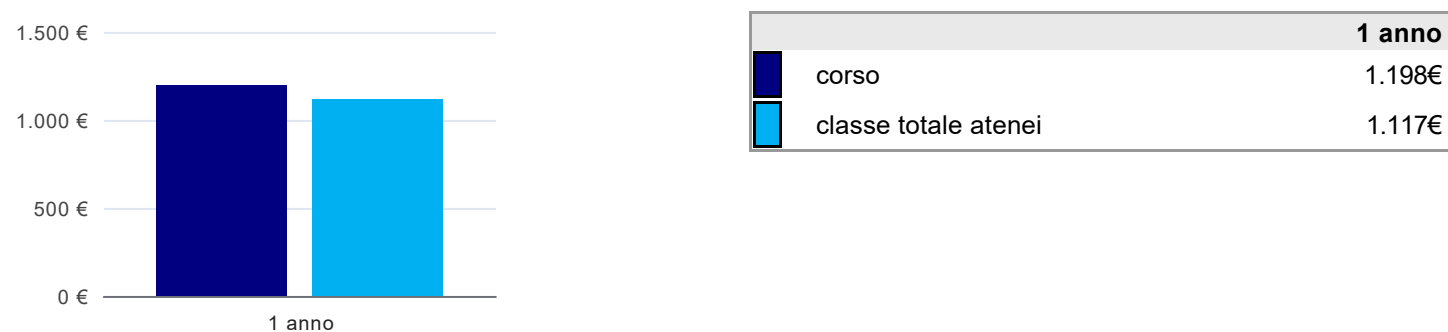 1.500 €
1.000 €
500 €
0 €
1 anno
1 anno
corso 1.198€
classe totale atenei 1.117€